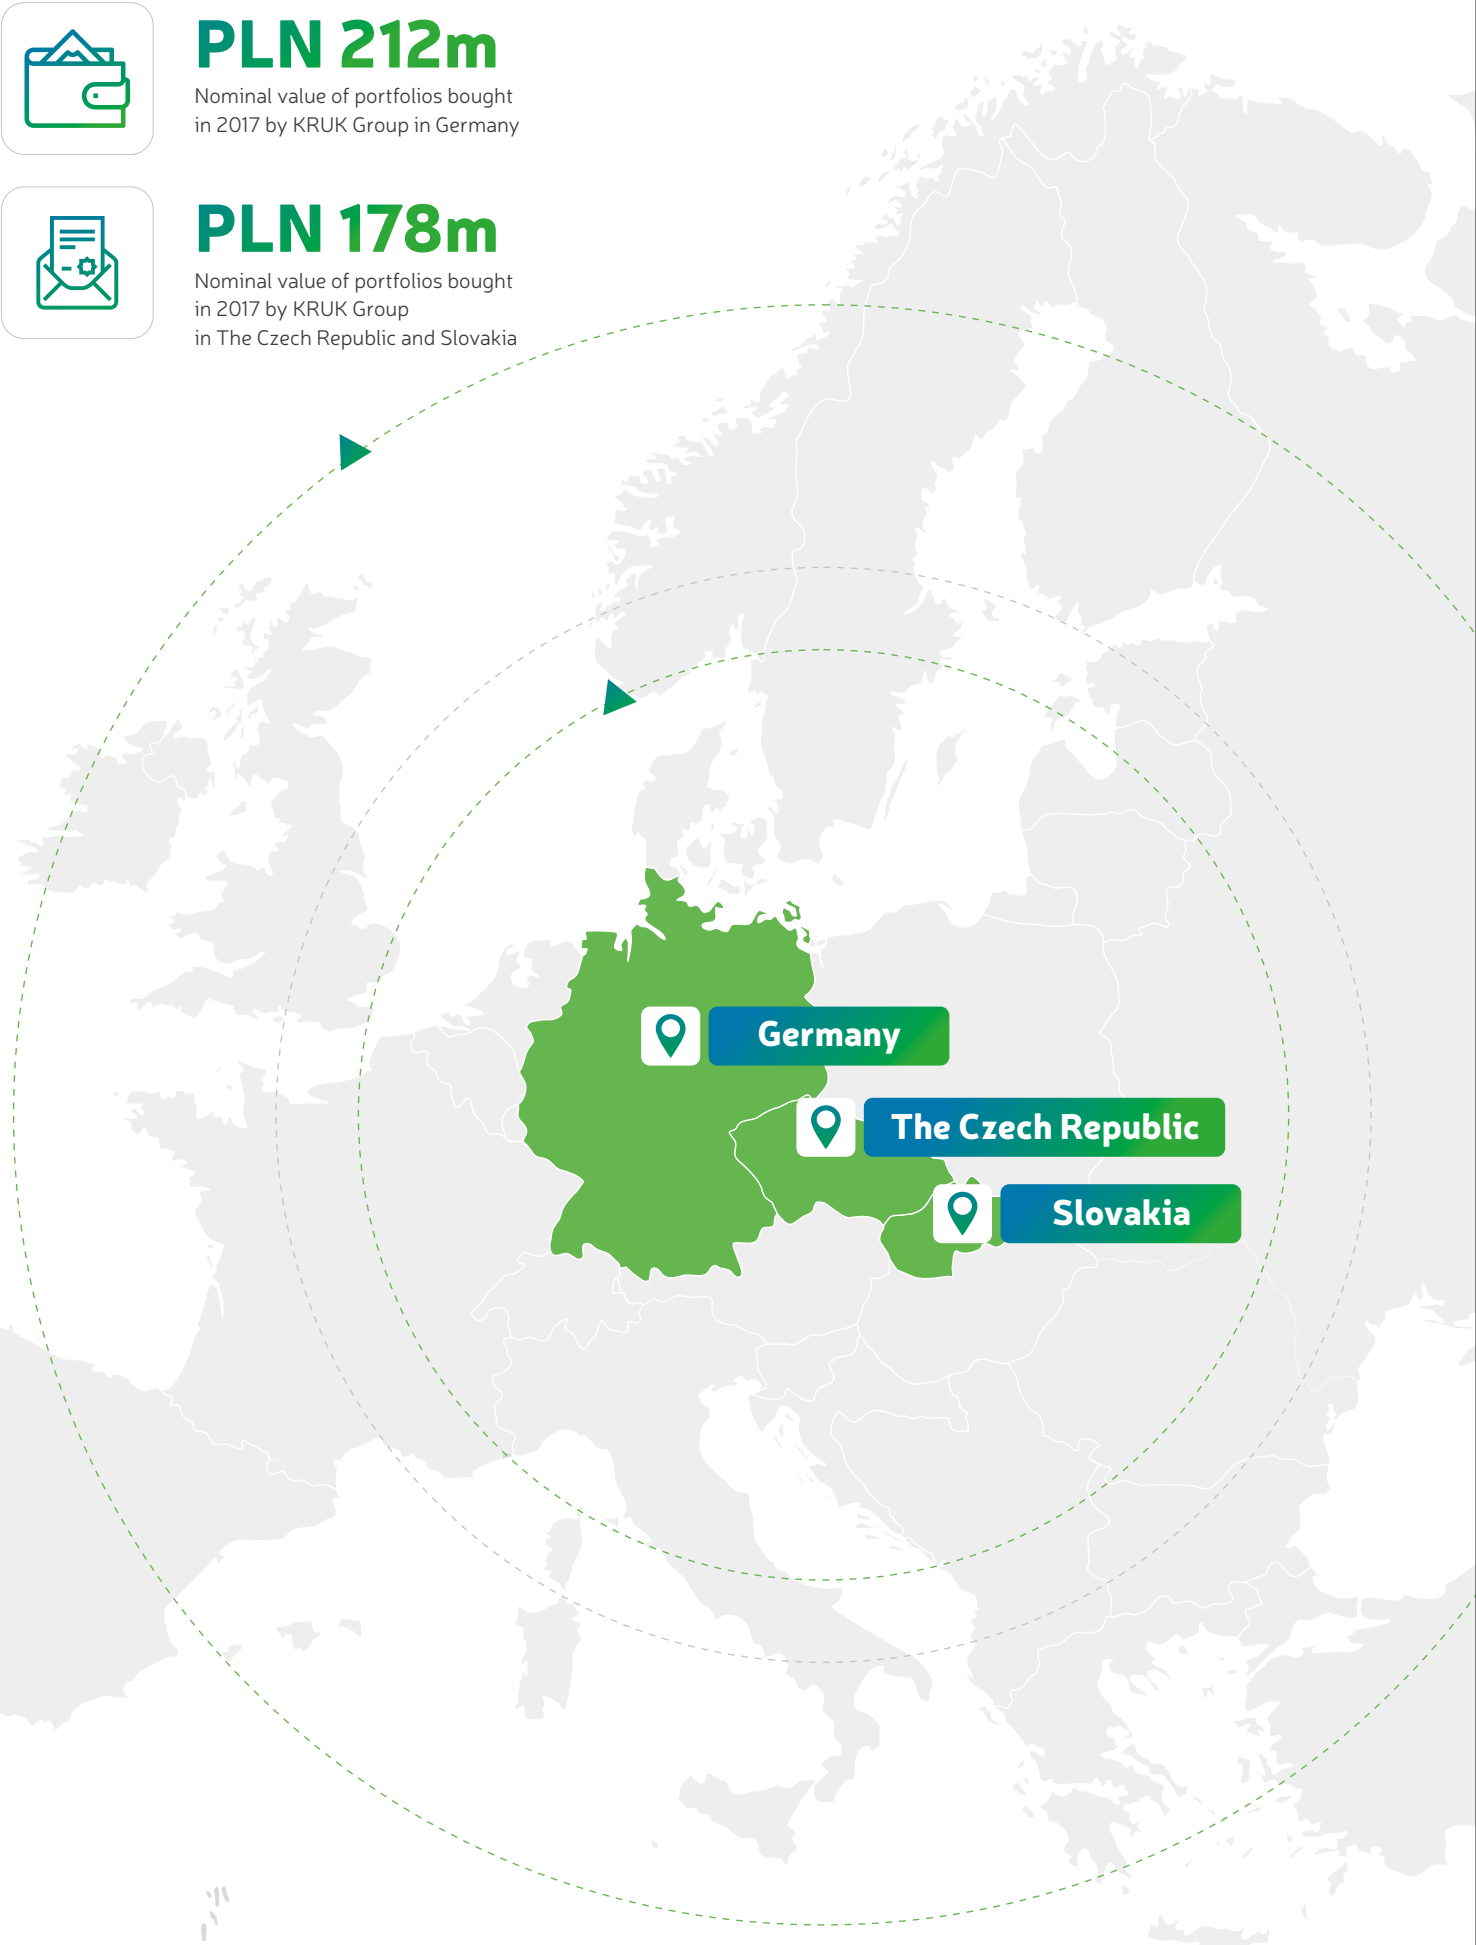 PLN 212m
Nominal value of portfolios bought
in 2017 by KRUK Group in Germany
PLN 178m
Nominal value of portfolios bought
in 2017 by KRUK Group
in The Czech Republic and Slovakia
Germany
The Czech Republic
Slovakia